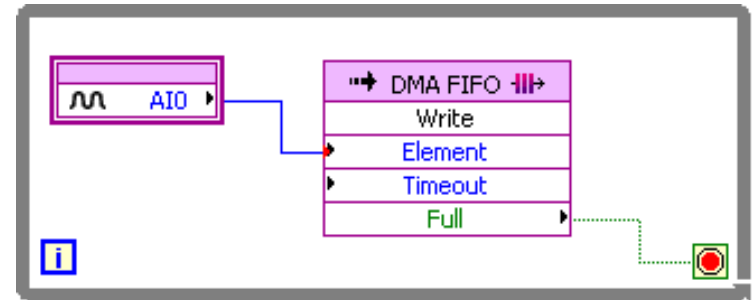 AI0
DMA FIFO
Write
Element
Timeout
Full
i